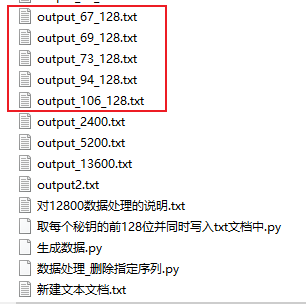 output_67_128.txt
output_69_128.txt
output_73_128.txt
output_94_128.txt
output_106_128.txt
output_2400.txt
output_5200.txt
output_13600.txt
output2.txt
对12800数据处理的说明.txt
取每个秘钥的前128位并同时写入txt文档中.py
生成数据.py
数据处理_删除指定序列.py
新建文本文档.txt